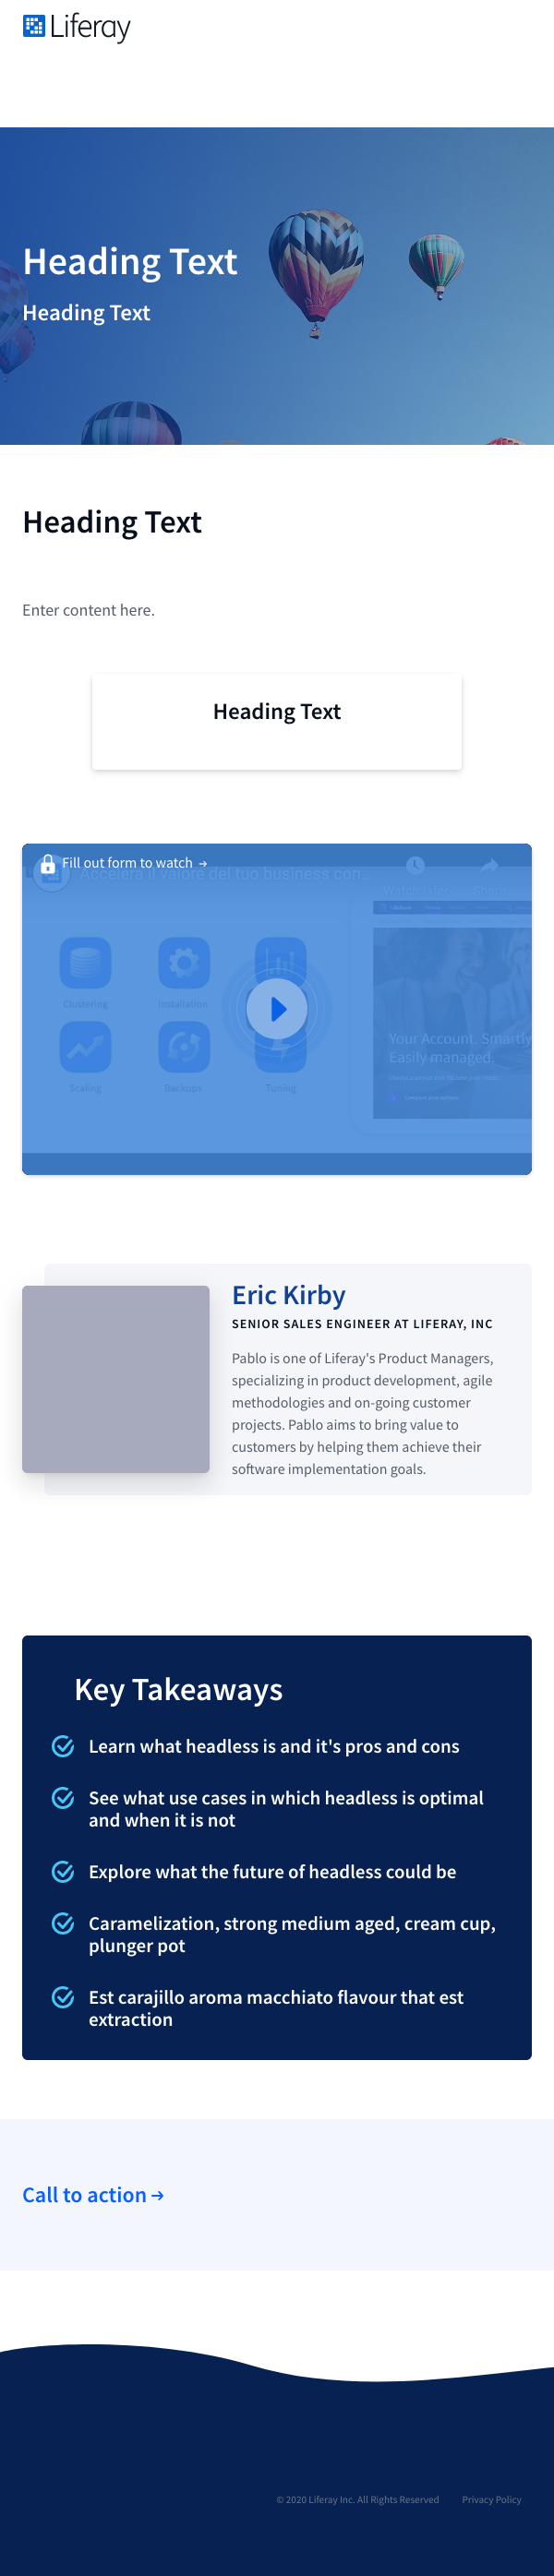 Liferay
Heading Text
Heading Text
Heading Text
Enter content here.
Heading Text
Fill out form to watch →
Accelera il valore del tuo business con...
Watch later
Share
Clustering
Installation
Your Account. Smartly
Easily managed.
Scaling
Backups
Tuning
Eric Kirby
SENIOR SALES ENGINEER AT LIFERAY, INC
Pablo is one of Liferay's Product Managers,
specializing in product development, agile
methodologies and on-going customer
projects. Pablo aims to bring value to
customers by helping them achieve their
software implementation goals.
Key Takeaways
Learn what headless is and it's pros and cons
See what use cases in which headless is optimal
and when it is not
Explore what the future of headless could be
Caramelization, strong medium aged, cream cup,
plunger pot
Est carajillo aroma macchiato flavour that est
extraction
Call to action →
© 2020 Liferay Inc. All Rights Reserved
Privacy Policy